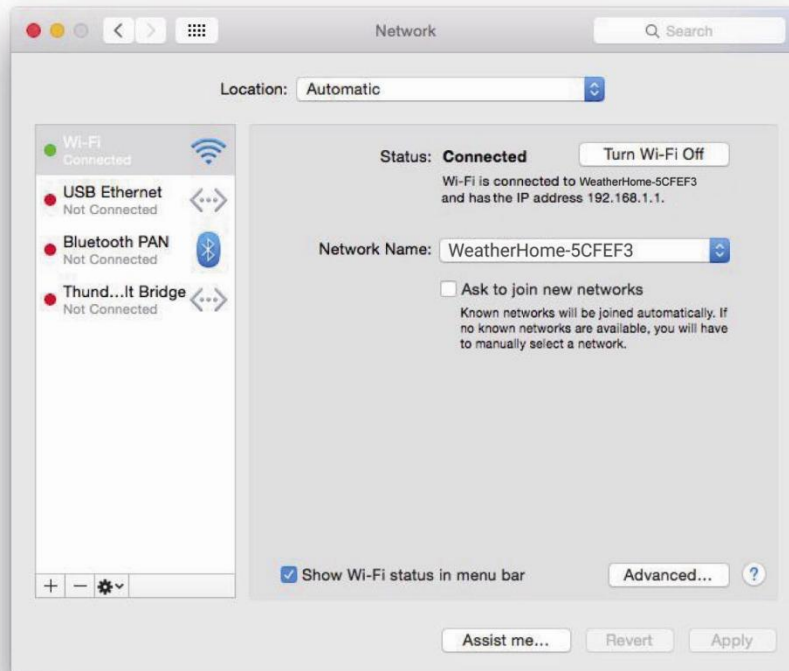 Network
Search
Location: Automatic
Wi-Fi
Connected
USB Ethernet
Not Connected
Bluetooth PAN
Not Connected
Thund...lt Bridge
Not Connected
Status: Connected
Turn Wi-Fi Off
Wi-Fi is connected to WeatherHome-5CFEF3
and has the IP address 192.168.1.1.
Network Name: WeatherHome-5CFEF3
Ask to join new networks
Known networks will be joined automatically. If
no known networks are available, you will have
to manually select a network.
Show Wi-Fi status in menu bar
Advanced...
?
Assist me...
Revert
Apply